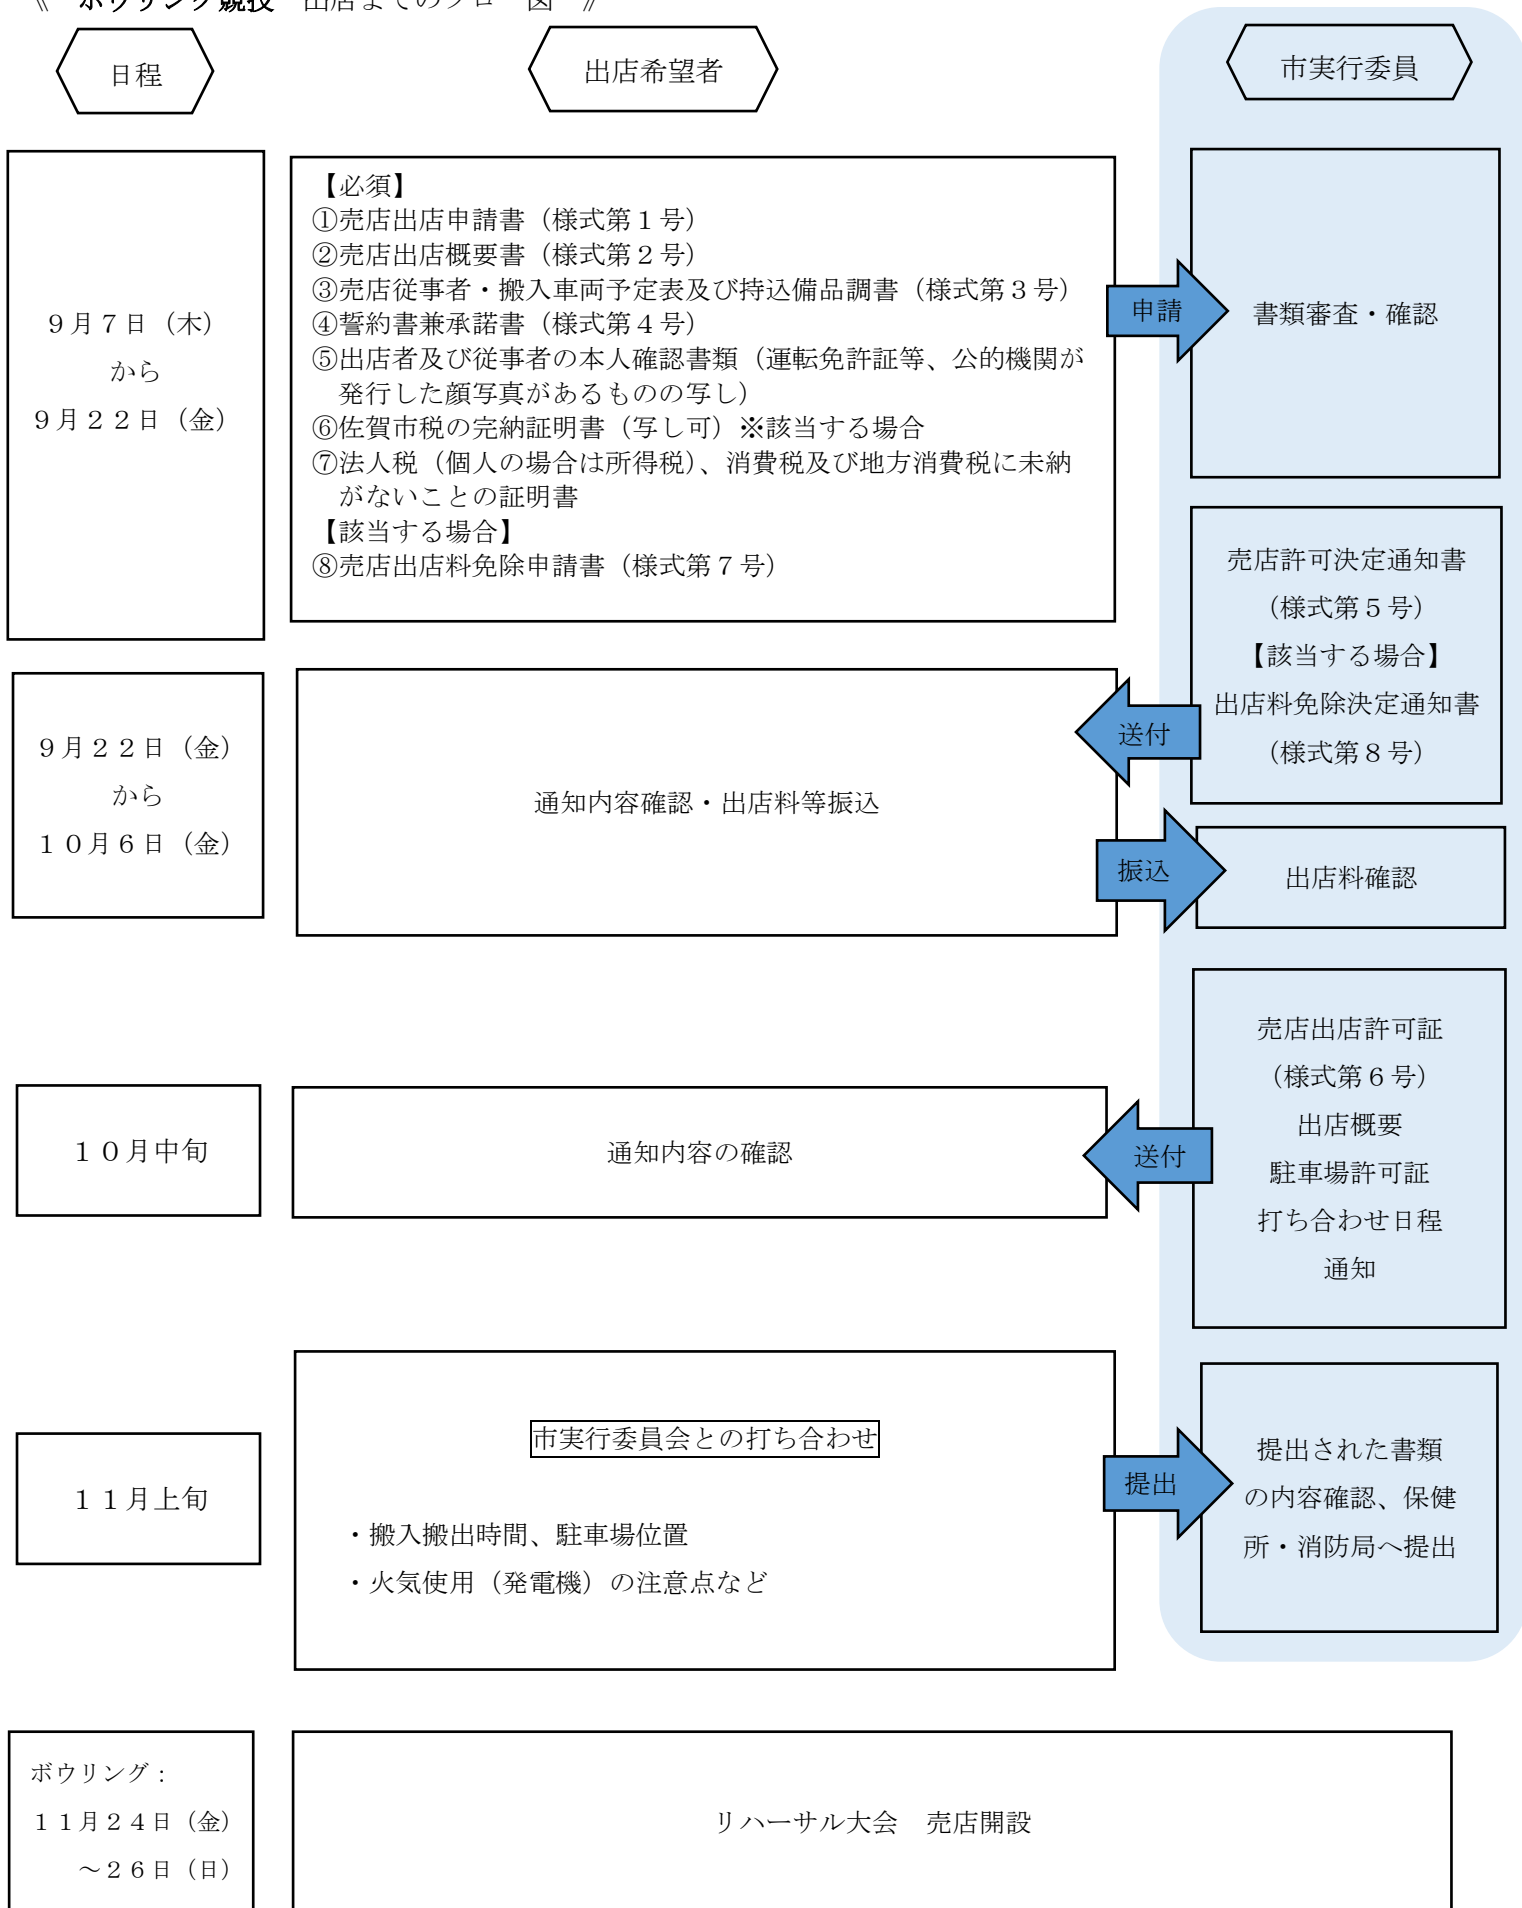 《　ボウリング競技　出店までのフロー図　》
日程
出店希望者
市実行委員
９月７日（木）
から
９月２２日（金）
【必須】
①売店出店申請書（様式第１号）
②売店出店概要書（様式第２号）
③売店従事者・搬入車両予定表及び持込備品調書（様式第３号）
④誓約書兼承諾書（様式第４号）
⑤出店者及び従事者の本人確認書類（運転免許証等、公的機関が
発行した顔写真があるものの写し）
⑥佐賀市税の完納証明書（写し可）※該当する場合
⑦法人税（個人の場合は所得税）、消費税及び地方消費税に未納
がないことの証明書
【該当する場合】
⑧売店出店料免除申請書（様式第７号）
申請
書類審査・確認
売店許可決定通知書
（様式第５号）
【該当する場合】
出店料免除決定通知書
（様式第８号）
９月２２日（金）
から
１０月６日（金）
通知内容確認・出店料等振込
送付
振込
出店料確認
１０月中旬
通知内容の確認
送付
売店出店許可証
（様式第６号）
出店概要
駐車場許可証
打ち合わせ日程
通知
１１月上旬
市実行委員会との打ち合わせ
・搬入搬出時間、駐車場位置
・火気使用（発電機）の注意点など
提出
提出された書類
の内容確認、保健
所・消防局へ提出
ボウリング：
１１月２４日（金）
～２６日（日）
リハーサル大会　売店開設